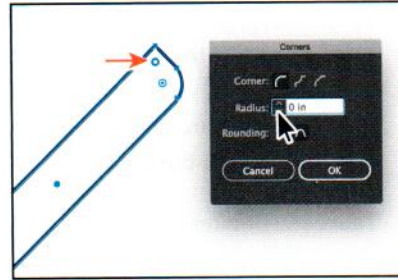 Corners
Corner:
Radius: 0 in
Rounding:
Cancel OK